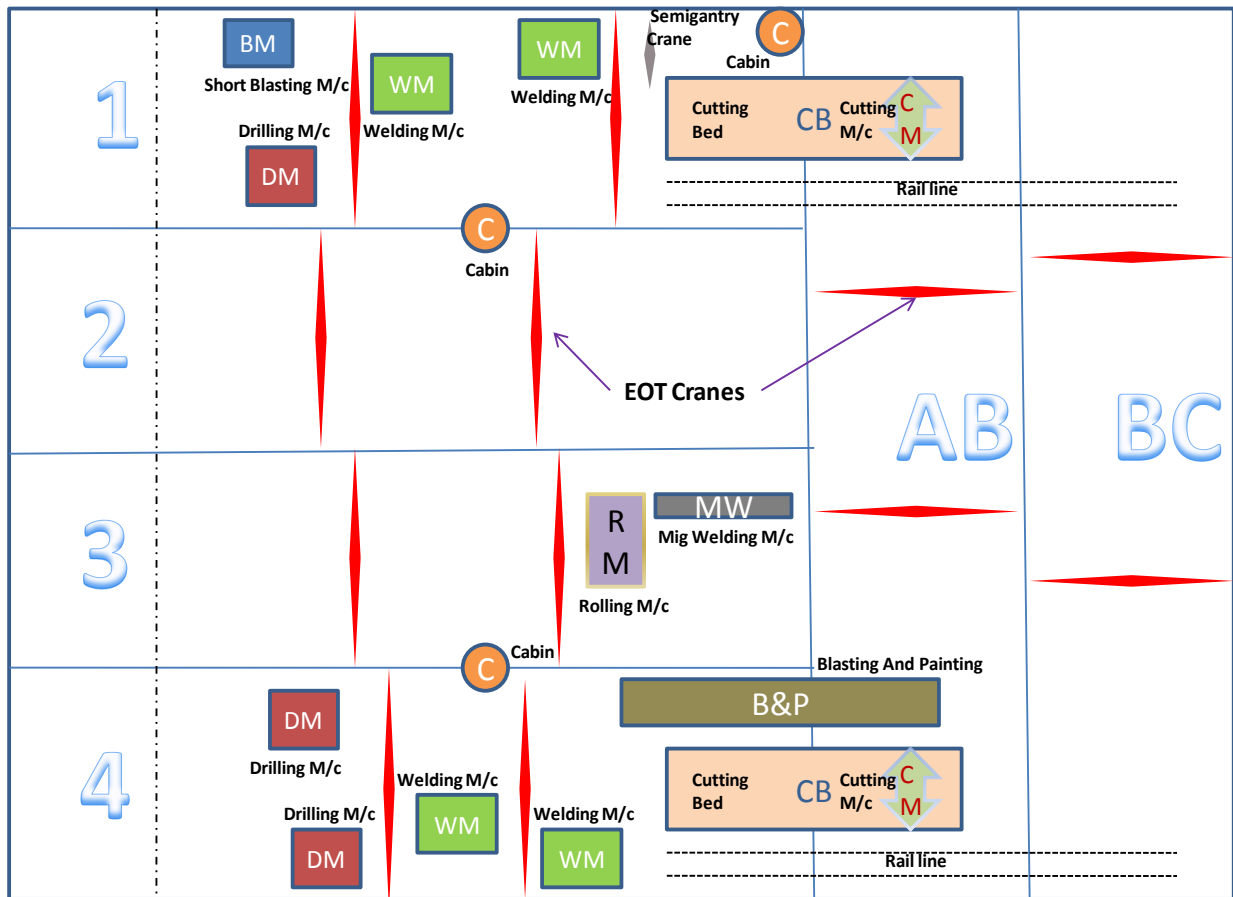 1
BM
Short Blasting M/c
WM
Welding M/c
Drilling M/c
DM
WM
Welding M/c
Semigantry
Crane
C
Cabin
Cutting
Bed
CB
Cutting
M/c
C
M
Rail line
C
Cabin
2
EOT Cranes
AB
BC
3
R
M
Rolling M/c
MW
Mig Welding M/c
C
Cabin
Blasting And Painting
B&P
4
DM
Drilling M/c
Drilling M/c
DM
Welding M/c
WM
Welding M/c
WM
Cutting
Bed
CB
Cutting
M/c
C
M
Rail line